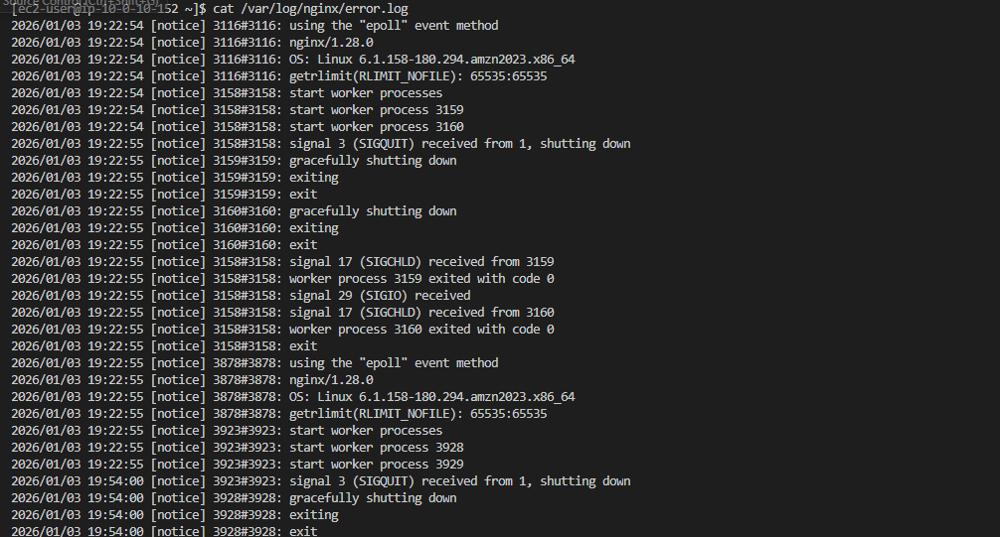 Source Control (Ctrl+Shift+G)
[ec2-user@ip-10-0-10-152 ~]$ cat /var/log/nginx/error.log
2026/01/03 19:22:54 [notice] 3116#3116: using the "epoll" event method
2026/01/03 19:22:54 [notice] 3116#3116: nginx/1.28.0
2026/01/03 19:22:54 [notice] 3116#3116: OS: Linux 6.1.158-180.294.amzn2023.x86_64
2026/01/03 19:22:54 [notice] 3116#3116: getrlimit(RLIMIT_NOFILE): 65535:65535
2026/01/03 19:22:54 [notice] 3158#3158: start worker processes
2026/01/03 19:22:54 [notice] 3158#3158: start worker process 3159
2026/01/03 19:22:54 [notice] 3158#3158: start worker process 3160
2026/01/03 19:22:55 [notice] 3158#3158: signal 3 (SIGQUIT) received from 1, shutting down
2026/01/03 19:22:55 [notice] 3159#3159: gracefully shutting down
2026/01/03 19:22:55 [notice] 3159#3159: exiting
2026/01/03 19:22:55 [notice] 3159#3159: exit
2026/01/03 19:22:55 [notice] 3160#3160: gracefully shutting down
2026/01/03 19:22:55 [notice] 3160#3160: exiting
2026/01/03 19:22:55 [notice] 3160#3160: exit
2026/01/03 19:22:55 [notice] 3158#3158: signal 17 (SIGCHLD) received from 3159
2026/01/03 19:22:55 [notice] 3158#3158: worker process 3159 exited with code 0
2026/01/03 19:22:55 [notice] 3158#3158: signal 29 (SIGIO) received
2026/01/03 19:22:55 [notice] 3158#3158: signal 17 (SIGCHLD) received from 3160
2026/01/03 19:22:55 [notice] 3158#3158: worker process 3160 exited with code 0
2026/01/03 19:22:55 [notice] 3158#3158: exit
2026/01/03 19:22:55 [notice] 3878#3878: using the "epoll" event method
2026/01/03 19:22:55 [notice] 3878#3878: nginx/1.28.0
2026/01/03 19:22:55 [notice] 3878#3878: OS: Linux 6.1.158-180.294.amzn2023.x86_64
2026/01/03 19:22:55 [notice] 3878#3878: getrlimit(RLIMIT_NOFILE): 65535:65535
2026/01/03 19:22:55 [notice] 3923#3923: start worker processes
2026/01/03 19:22:55 [notice] 3923#3923: start worker process 3928
2026/01/03 19:22:55 [notice] 3923#3923: start worker process 3929
2026/01/03 19:54:00 [notice] 3923#3923: signal 3 (SIGQUIT) received from 1, shutting down
2026/01/03 19:54:00 [notice] 3928#3928: gracefully shutting down
2026/01/03 19:54:00 [notice] 3928#3928: exiting
2026/01/03 19:54:00 [notice] 3928#3928: exit